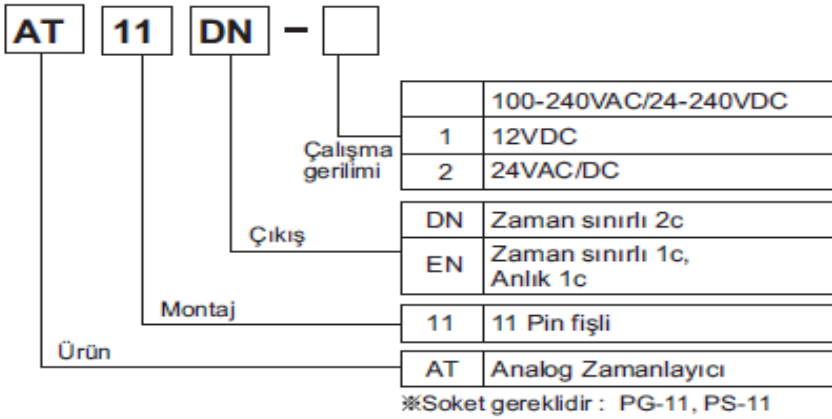 AT 11 DN –
100-240VAC/24-240VDC
1 12VDC
2 24VAC/DC
Çalışma
gerilimi
DN Zaman sınırlı 2c
EN Zaman sınırlı 1c,
Anlık 1c
Çıkış
11 11 Pin fişli
Montaj
AT Analog Zamanlayıcı
Ürün
※Soket gereklidir : PG-11, PS-11